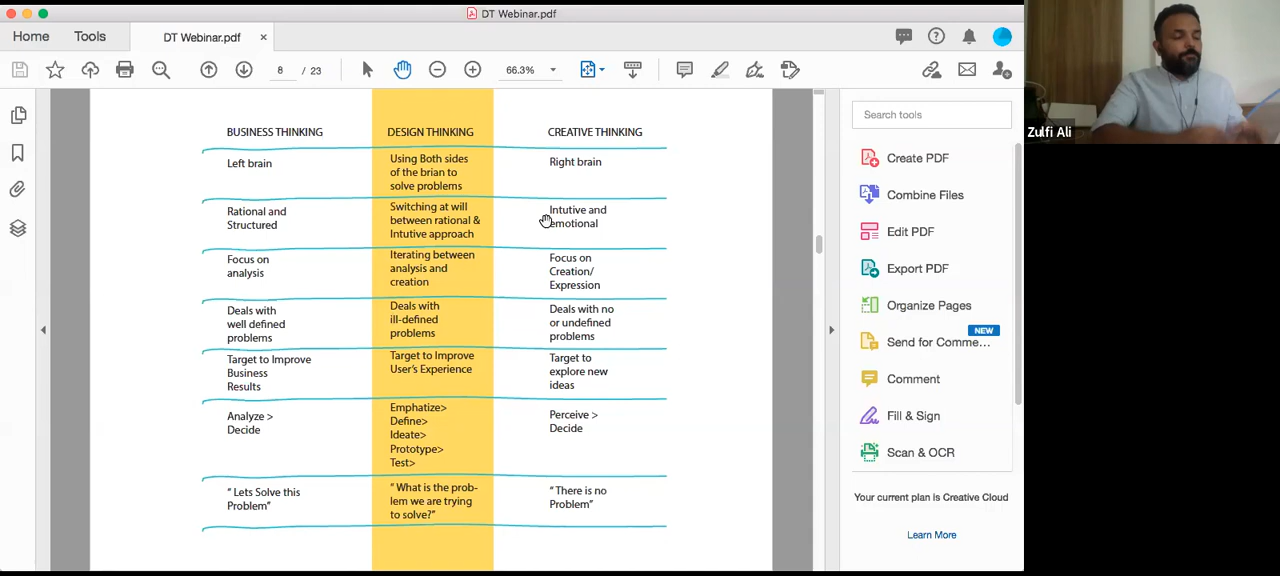 DT Webinar.pdf
Home
Tools
DT Webinar.pdf
×
8 / 23
66.3%
Search tools
Create PDF
Combine Files
Edit PDF
Export PDF
Organize Pages
NEW
Send for Comme...
Comment
Fill & Sign
Scan & OCR
Your current plan is Creative Cloud
Learn More
Zulfi Ali
BUSINESS THINKING
DESIGN THINKING
CREATIVE THINKING
Left brain
Using Both sides
of the brian to
solve problems
Right brain
Rational and
Structured
Switching at will
between rational &
Intutive approach
Intutive and
emotional
Focus on
analysis
Iterating between
analysis and
creation
Focus on
Creation/
Expression
Deals with
well defined
problems
Deals with
ill-defined
problems
Deals with no
or undefined
problems
Target to Improve
Business
Results
Target to Improve
User's Experience
Target to
explore new
ideas
Analyze >
Decide
Emphatize>
Define>
Ideate>
Prototype>
Test>
Perceive >
Decide
" Lets Solve this
Problem"
" What is the prob-
lem we are trying
to solve?"
" There is no
Problem"